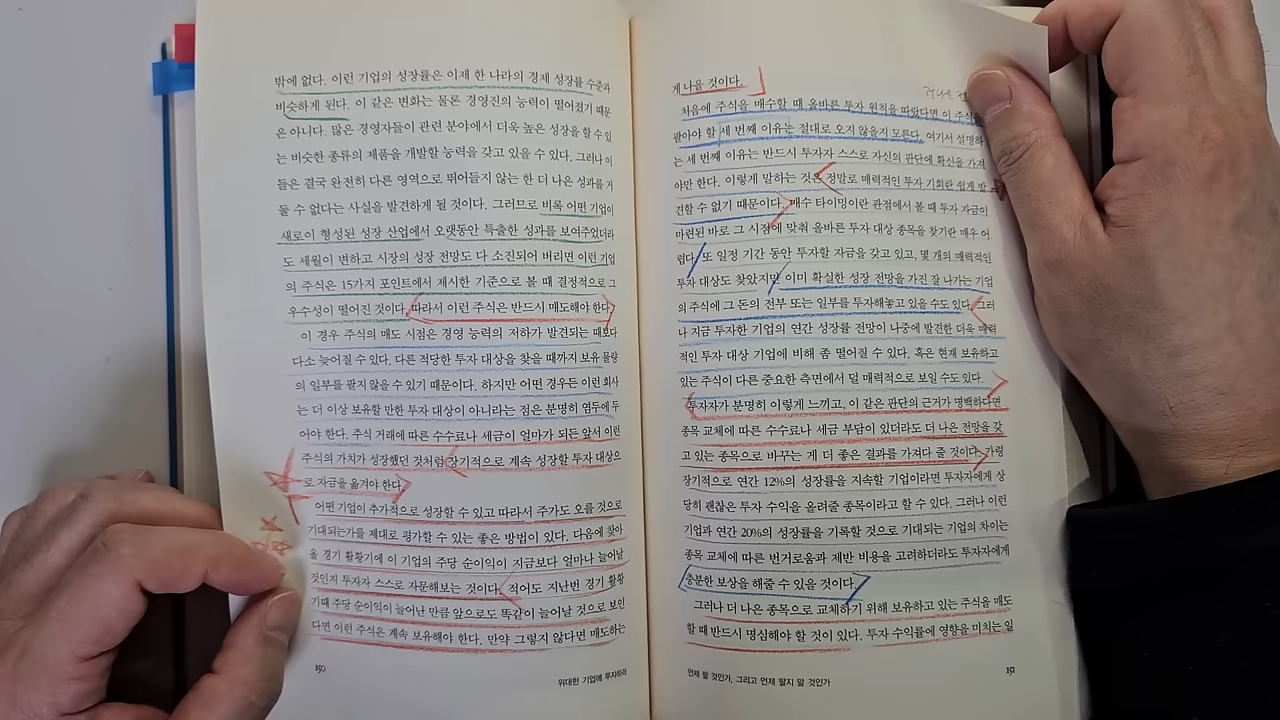 밖에 없다. 이런 기업의 성장률은 이제 한 나라의 경제 성장률 수준과
비슷하게 된다. 이 같은 변화는 물론 경영진의 능력이 떨어졌기 때문
은 아니다. 많은 경영자들이 관련 분야에서 더욱 높은 성장을 할 수 있
는 비슷한 종류의 제품을 개발할 능력을 갖고 있을 수 있다. 그러나 이
들은 결국 완전히 다른 영역으로 뛰어들지 않는 한 더 나은 성과를 거
둘 수 없다는 사실을 발견하게 될 것이다. 그러므로 비록 어떤 기업이
새로이 형성된 성장 산업에서 오랫동안 특출한 성과를 보여주었더라
도 세월이 변하고 시장의 성장 전망도 다 소진되어 버리면 이런 기업
의 주식은 15가지 포인트에서 제시한 기준으로 볼 때 결정적으로 그
우수성이 떨어진 것이다. 따라서 이런 주식은 반드시 매도해야 한다.
이 경우 주식의 매도 시점은 경영 능력의 저하가 발견되는 때보다
다소 늦어질 수 있다. 다른 적당한 투자 대상을 찾을 때까지 보유 물량
의 일부를 팔지 않을 수 있기 때문이다. 하지만 어떤 경우든 이런 회사
는 더 이상 보유할 만한 투자 대상이 아니라는 점은 분명히 염두에 두
어야 한다. 주식 거래에 따른 수수료나 세금이 얼마가 되든 앞서 이런
주식의 가치가 성장했던 것처럼 장기적으로 계속 성장할 투자 대상으
로 자금을 옮겨야 한다.
어떤 기업이 추가적으로 성장할 수 있고 따라서 주가도 오를 것으로
기대되는가를 제대로 평가할 수 있는 좋은 방법이 있다. 다음에 찾아
올 경기 활황기에 이 기업의 주당 순이익이 지금보다 얼마나 늘어날
것인지 투자자 스스로 자문해보는 것이다. 적어도 지난번 경기 활황
기때 주당 순이익이 늘어난 만큼 앞으로도 똑같이 늘어날 것으로 보인
다면 이런 주식은 계속 보유해야 한다. 만약 그렇지 않다면 매도하는
150
위대한 기업에 투자하라
게 나을 것이다.
처음에 주식을 매수할 때 올바른 투자 원칙을 따랐다면 이 주식을
팔아야 할 세 번째 이유는 절대로 오지 않을지 모른다. 여기서 설명하
는 세 번째 이유는 반드시 투자자 스스로 자신의 판단에 확신을 가져
야만 한다. 이렇게 말하는 것은 정말로 매력적인 투자 기회란 쉽게 발
견할 수 없기 때문이다. 매수 타이밍이란 관점에서 볼 때 투자 자금이
마련된 바로 그 시점에 맞춰 올바른 투자 대상 종목을 찾기란 매우 어
렵다. 또 일정 기간 동안 투자할 자금을 갖고 있고, 몇 개의 매력적인
투자 대상도 찾았지만 이미 확실한 성장 전망을 가진 잘 나가는 기업
의 주식에 그 돈의 전부 또는 일부를 투자해놓고 있을 수도 있다. 그러
나 지금 투자한 기업의 연간 성장률 전망이 나중에 발견한 더욱 매력
적인 투자 대상 기업에 비해 좀 떨어질 수 있다. 혹은 현재 보유하고
있는 주식이 다른 중요한 측면에서 덜 매력적으로 보일 수도 있다.
투자자가 분명히 이렇게 느끼고, 이 같은 판단의 근거가 명백하다면
종목 교체에 따른 수수료나 세금 부담이 있더라도 더 나은 전망을 갖
고 있는 종목으로 바꾸는 게 더 좋은 결과를 가져다 줄 것이다. 가령
장기적으로 연간 12%의 성장률을 지속할 기업이라면 투자자에게 상
당히 괜찮은 투자 수익을 올려줄 종목이라고 할 수 있다. 그러나 이런
기업과 연간 20%의 성장률을 기록할 것으로 기대되는 기업의 차이는
종목 교체에 따른 번거로움과 제반 비용을 고려하더라도 투자자에게
충분한 보상을 해줄 수 있을 것이다.
그러나 더 나은 종목으로 교체하기 위해 보유하고 있는 주식을 매도
할 때 반드시 명심해야 할 것이 있다. 투자 수익률에 영향을 미치는 일
언제 팔 것인가, 그리고 언제 팔지 말 것인가
151